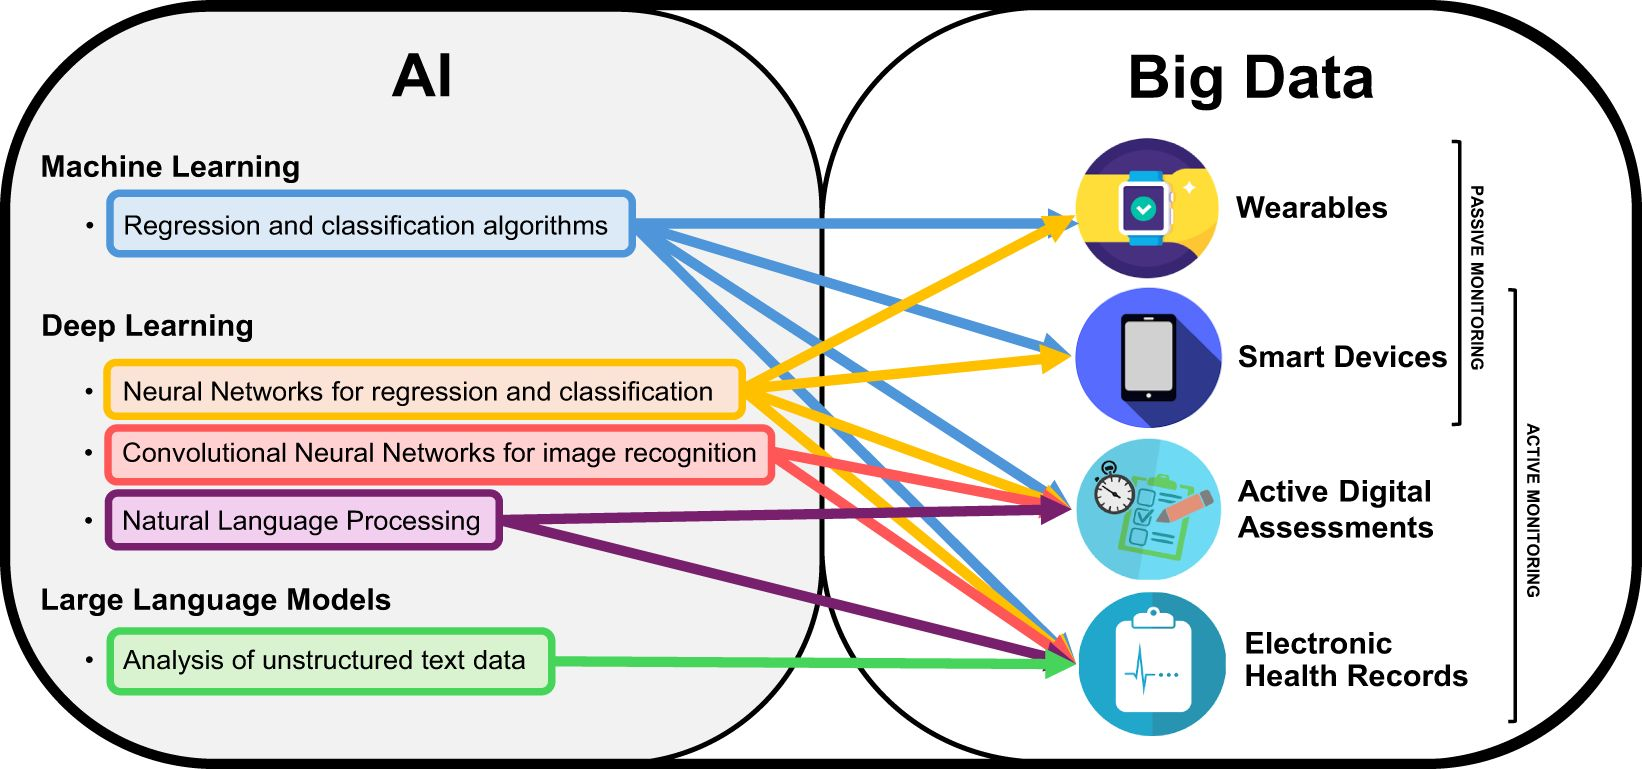 AI
Machine Learning
• Regression and classification algorithms
Deep Learning
• Neural Networks for regression and classification
• Convolutional Neural Networks for image recognition
• Natural Language Processing
Large Language Models
• Analysis of unstructured text data
Big Data
Wearables
Smart Devices
Active Digital
Assessments
Electronic
Health Records
PASSIVE MONITORING
ACTIVE MONITORING